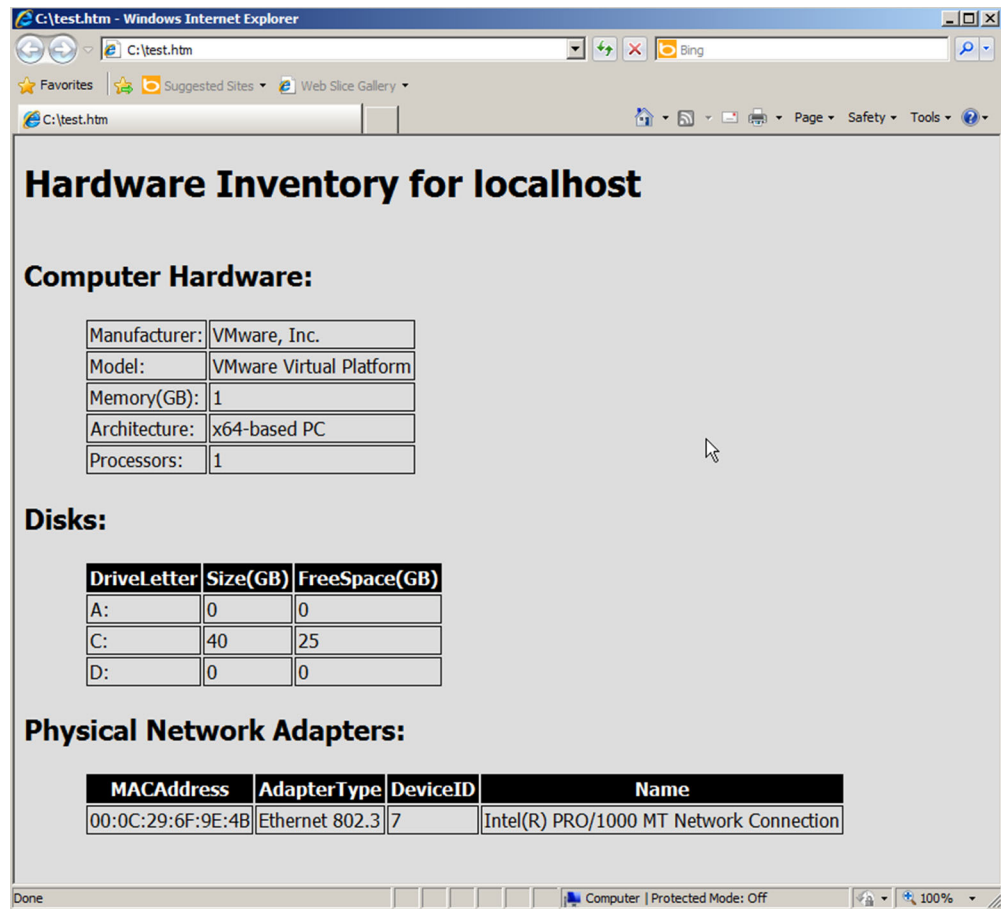 C:\test.htm - Windows Internet Explorer
C:\test.htm Bing
Favorites Suggested Sites Web Slice Gallery
C:\test.htm Page Safety Tools
Hardware Inventory for localhost
Computer Hardware:
Manufacturer: VMware, Inc.
Model: VMware Virtual Platform
Memory(GB): 1
Architecture: x64-based PC
Processors: 1
Disks:
DriveLetter Size(GB) FreeSpace(GB)
A: 0 0
C: 40 25
D: 0 0
Physical Network Adapters:
MACAddress AdapterType DeviceID Name
00:0C:29:6F:9E:4B Ethernet 802.3 7 Intel(R) PRO/1000 MT Network Connection
Done Computer | Protected Mode: Off 100%